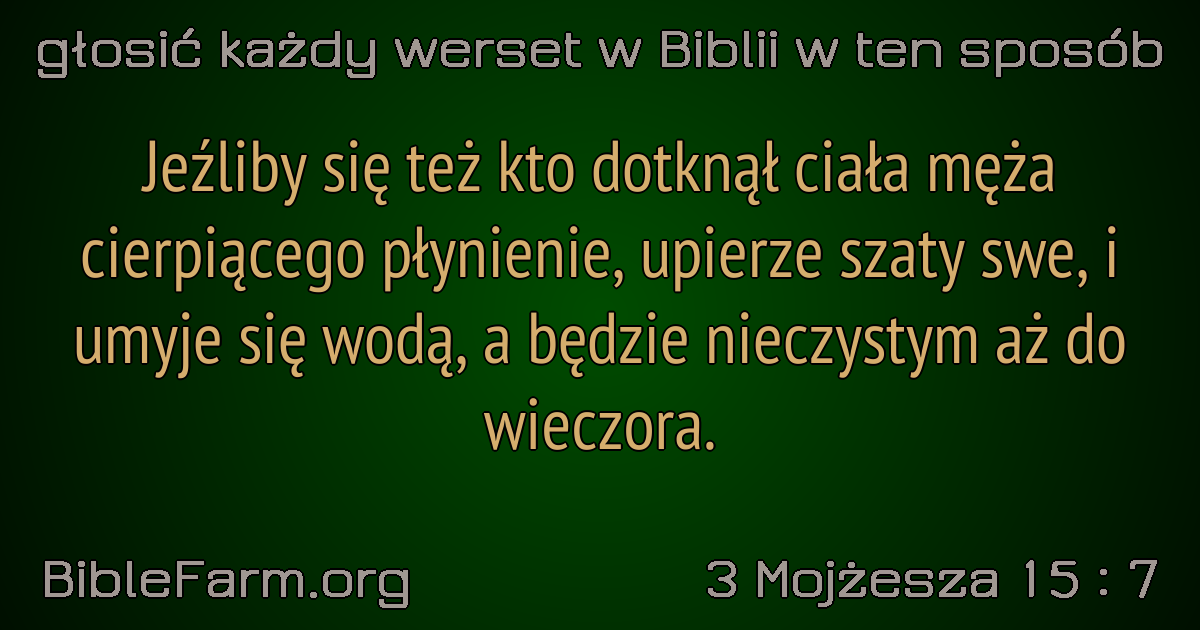 głosić każdy werset w Biblii w ten sposób
Jeźliby się też kto dotknął ciała męża
cierpiącego płynienie, upierze szaty swe, i
umyje się wodą, a będzie nieczystym aż do
wieczora.
BibleFarm.org
3 Mojżesza 15 : 7